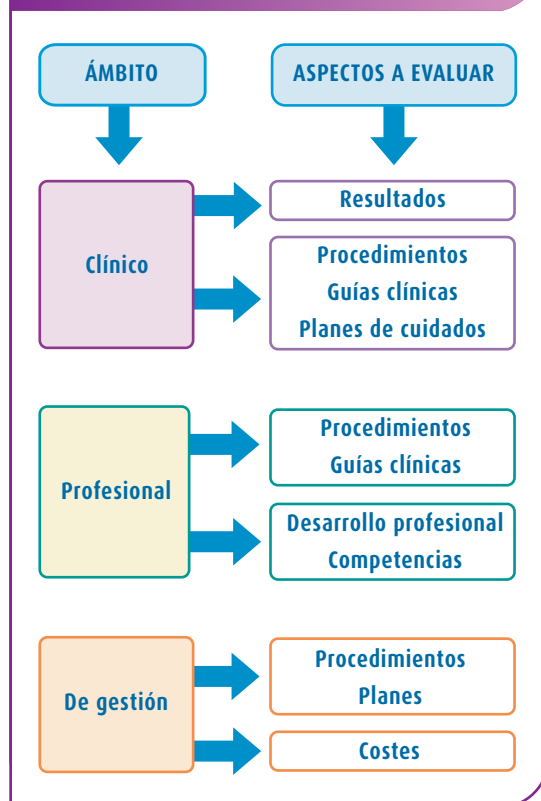 ÁMBITO
ASPECTOS A EVALUAR
Clínico
Resultados
Procedimientos
Guías clínicas
Planes de cuidados
Profesional
Procedimientos
Guías clínicas
Desarrollo profesional
Competencias
De gestión
Procedimientos
Planes
Costes